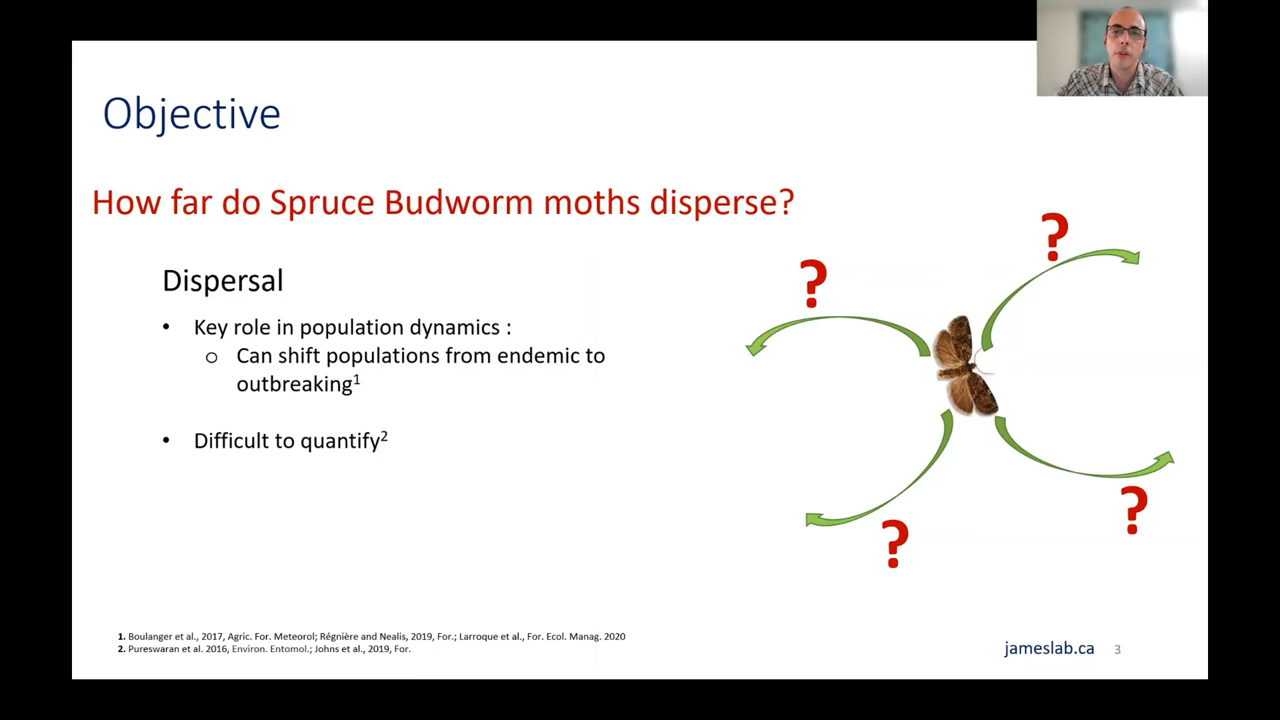 Objective
How far do Spruce Budworm moths disperse?
Dispersal
• Key role in population dynamics :
o Can shift populations from endemic to
outbreaking1
• Difficult to quantify2
?
?
?
?
1. Boulanger et al., 2017, Agric. For. Meteorol; Régnière and Nealis, 2019, For.; Larroque et al., For. Ecol. Manag. 2020
2. Pureswaran et al. 2016, Environ. Entomol.; Johns et al., 2019, For.
jameslab.ca 3